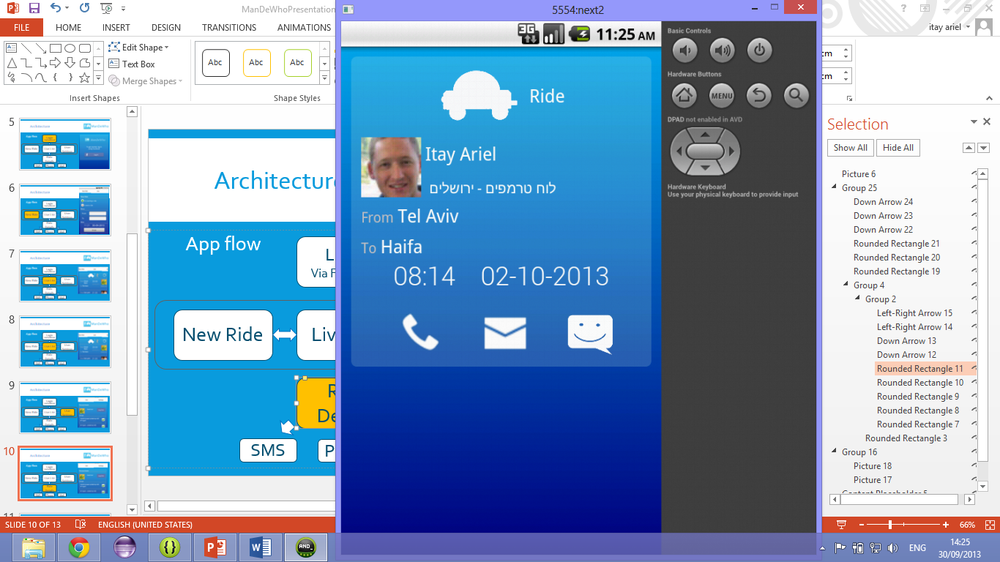 ManDeWhoPresentation
5554:next2
FILE
HOME
INSERT
DESIGN
TRANSITIONS
ANIMATIONS
itay ariel
Edit Shape
Text Box
Merge Shapes
Insert Shapes
Abc
Abc
Abc
Shape Styles
cm
cm
5
6
7
8
9
10
Architecture
App flow
Via F
New Ride
Liv
De
SMS
P
3G
11:25 AM
Ride
Itay Ariel
לוח טרמפים - ירושלים
From Tel Aviv
To Haifa
08:14 02-10-2013
Basic Controls
Hardware Buttons
MENU
DPAD not enabled in AVD
Hardware Keyboard
Use your physical keyboard to provide input
Selection
Show All
Hide All
Picture 6
Group 25
Down Arrow 24
Down Arrow 23
Down Arrow 22
Rounded Rectangle 21
Rounded Rectangle 20
Rounded Rectangle 19
Group 4
Group 2
Left-Right Arrow 15
Left-Right Arrow 14
Down Arrow 13
Down Arrow 12
Rounded Rectangle 11
Rounded Rectangle 10
Rounded Rectangle 9
Rounded Rectangle 8
Rounded Rectangle 7
Rounded Rectangle 3
Group 16
Picture 18
Picture 17
Content Placeholder 5
SLIDE 10 OF 13
ENGLISH (UNITED STATES)
66%
ENG
14:25
30/09/2013